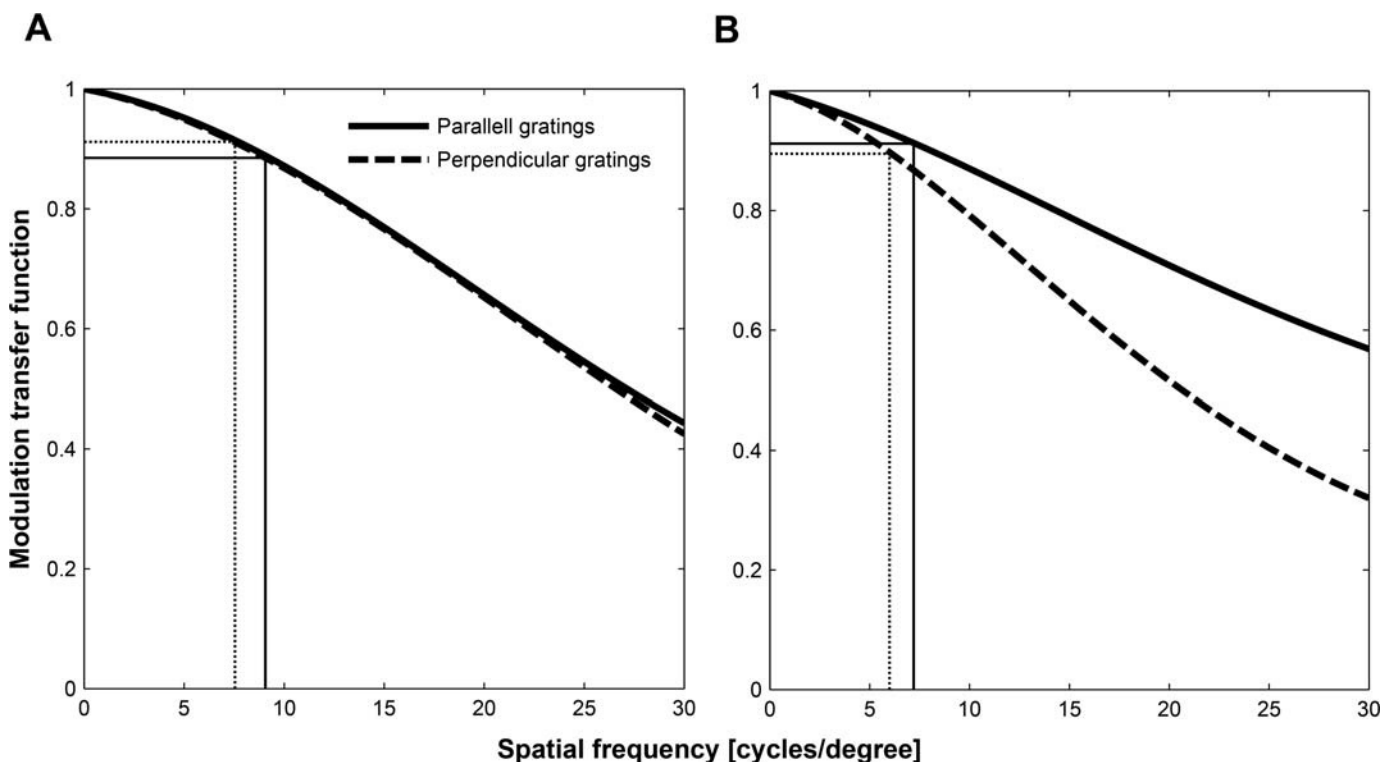 A
B
Modulation transfer function
1
0.8
0.6
0.4
0.2
0
0 5 10 15 20 25 30
Parallell gratings
Perpendicular gratings
1
0.8
0.6
0.4
0.2
0
0 5 10 15 20 25 30
Spatial frequency [cycles/degree]